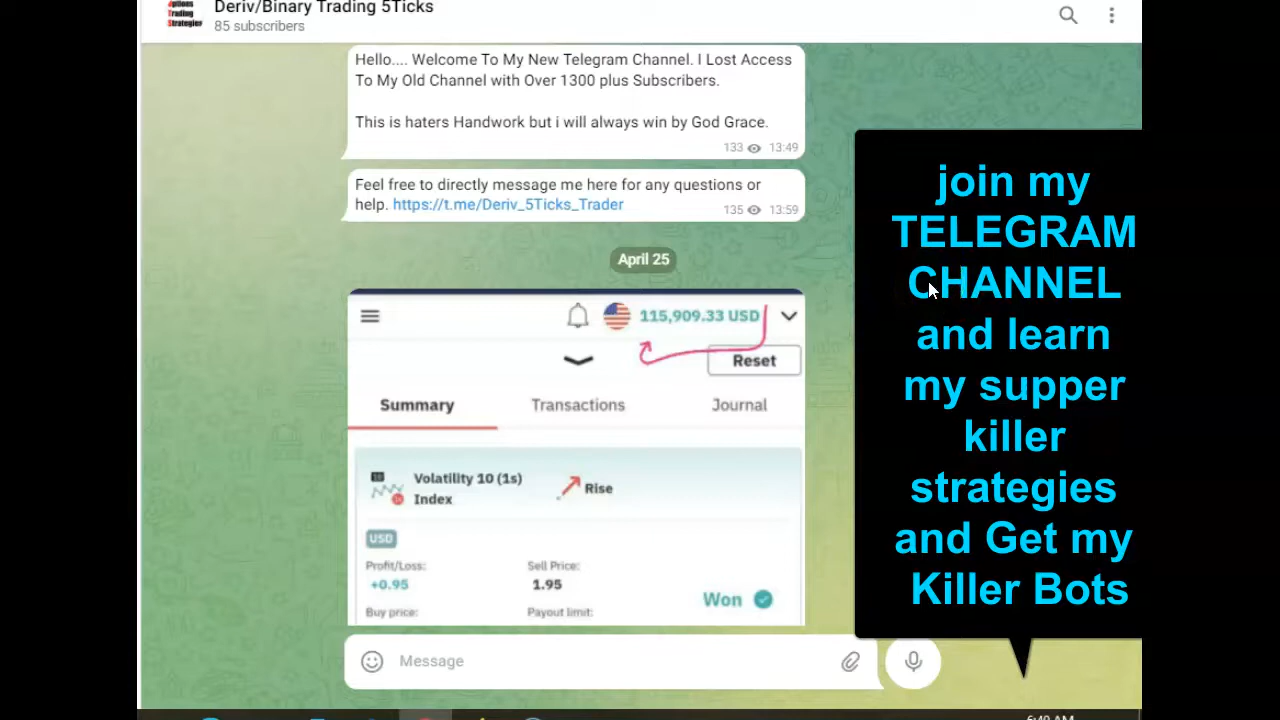 Deriv/Binary Trading 5Ticks
85 subscribers
Options
Trading
Strategies
Hello.... Welcome To My New Telegram Channel. I Lost Access
To My Old Channel with Over 1300 plus Subscribers.
This is haters Handwork but i will always win by God Grace.
133 13:49
Feel free to directly message me here for any questions or
help. https://t.me/Deriv_5Ticks_Trader
135 13:59
April 25
115,909.33 USD
Reset
Summary Transactions Journal
Volatility 10 (1s)
Index
Rise
USD
Profit/Loss: Sell Price:
+0.95 1.95
Won
Buy price: Payout limit:
Message
join my
TELEGRAM
CHANNEL
and learn
my supper
killer
strategies
and Get my
Killer Bots